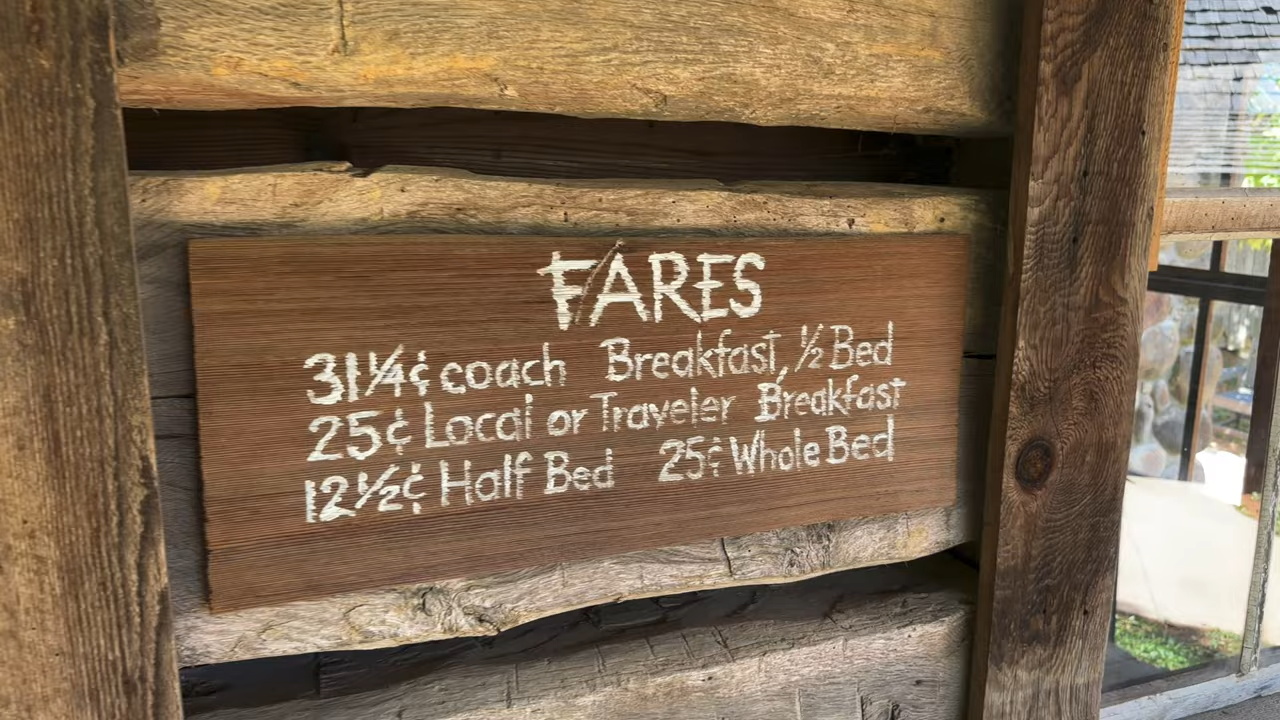 FARES
31¼¢ coach Breakfast, ½ Bed
25¢ Local or Traveler Breakfast
12½¢ Half Bed 25¢ Whole Bed